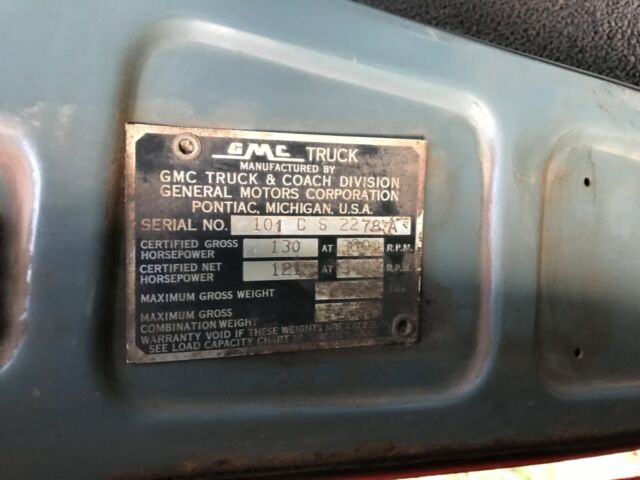 GMC TRUCK
MANUFACTURED BY
GMC TRUCK & COACH DIVISION
GENERAL MOTORS CORPORATION
PONTIAC, MICHIGAN, U.S.A.
SERIAL NO. 101 C S 2278 A
CERTIFIED GROSS HORSEPOWER 130 AT R.P.M.
CERTIFIED NET HORSEPOWER AT R.P.M.
MAXIMUM GROSS WEIGHT
MAXIMUM GROSS
COMBINATION WEIGHT
WARRANTY VOID IF THESE WEIGHTS ARE
SEE LOAD CAPACITY CHART